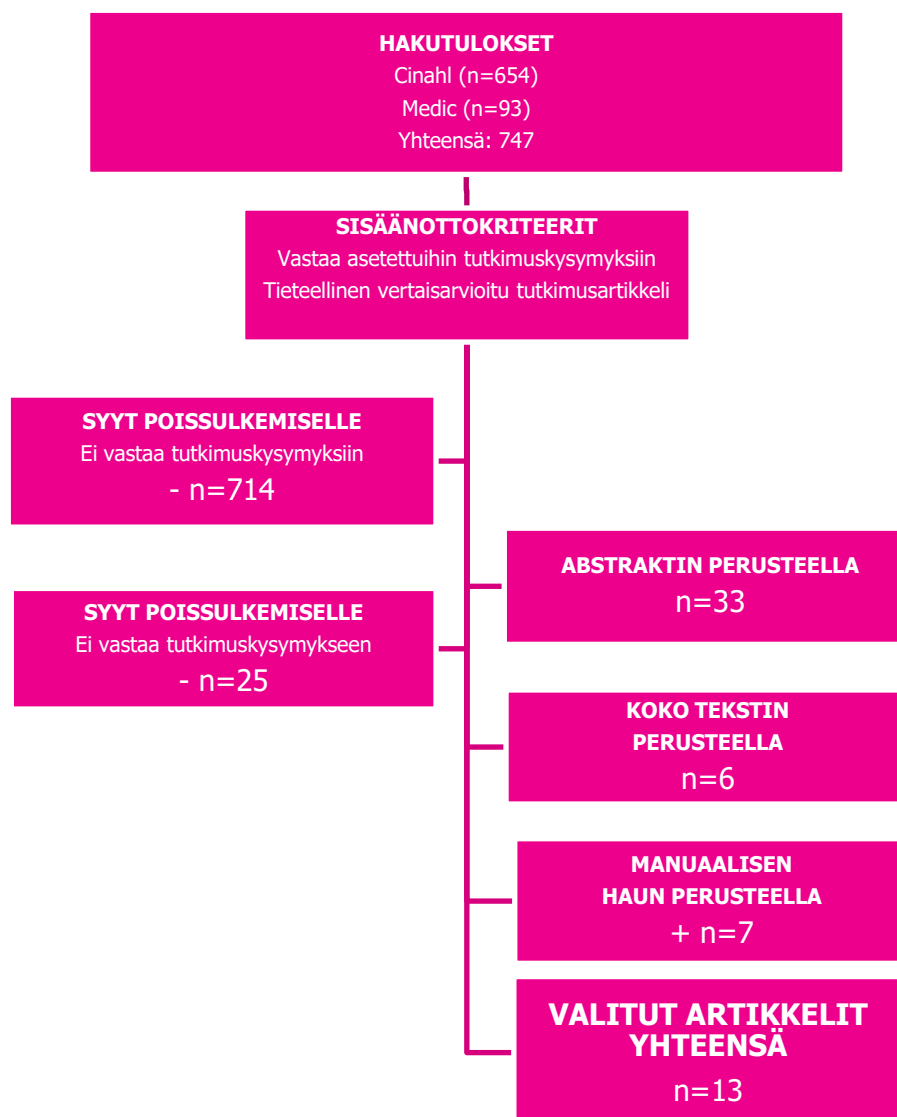 HAKUTULOKSET
Cinahl (n=654)
Medic (n=93)
Yhteensä: 747
SISÄÄNOTTOKRITEERIT
Vastaa asetettuihin tutkimuskysymyksiin
Tieteellinen vertaisarvioitu tutkimusartikkeli
SYYT POISSULKEMISELLE
Ei vastaa tutkimuskysymyksiin
- n=714
ABSTRAKTIN PERUSTEELLA
n=33
SYYT POISSULKEMISELLE
Ei vastaa tutkimuskysymykseen
- n=25
KOKO TEKSTIN
PERUSTEELLA
n=6
MANUAALISEN
HAUN PERUSTEELLA
+ n=7
VALITUT ARTIKKELIT
YHTEENSÄ
n=13